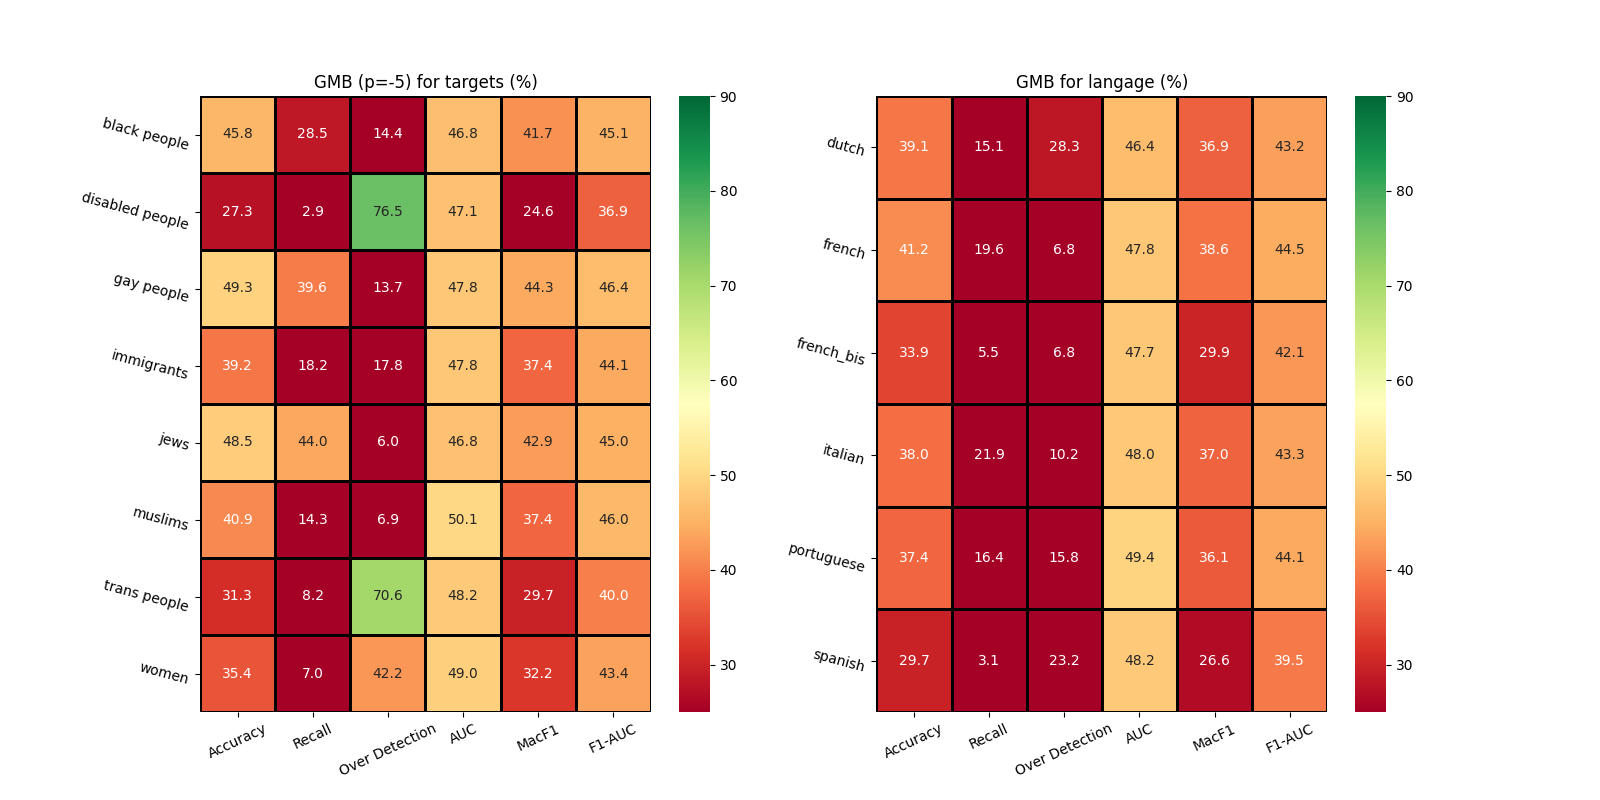 GMB (p=-5) for targets (%)
black people 45.8 28.5 14.4 46.8 41.7 45.1
disabled people 27.3 2.9 76.5 47.1 24.6 36.9
gay people 49.3 39.6 13.7 47.8 44.3 46.4
immigrants 39.2 18.2 17.8 47.8 37.4 44.1
jews 48.5 44.0 6.0 46.8 42.9 45.0
muslims 40.9 14.3 6.9 50.1 37.4 46.0
trans people 31.3 8.2 70.6 48.2 29.7 40.0
women 35.4 7.0 42.2 49.0 32.2 43.4
Accuracy Recall Over Detection AUC MacF1 F1-AUC
90
80
70
60
50
40
30
GMB for langage (%)
dutch 39.1 15.1 28.3 46.4 36.9 43.2
french 41.2 19.6 6.8 47.8 38.6 44.5
french_bis 33.9 5.5 6.8 47.7 29.9 42.1
italian 38.0 21.9 10.2 48.0 37.0 43.3
portuguese 37.4 16.4 15.8 49.4 36.1 44.1
spanish 29.7 3.1 23.2 48.2 26.6 39.5
Accuracy Recall Over Detection AUC MacF1 F1-AUC
90
80
70
60
50
40
30